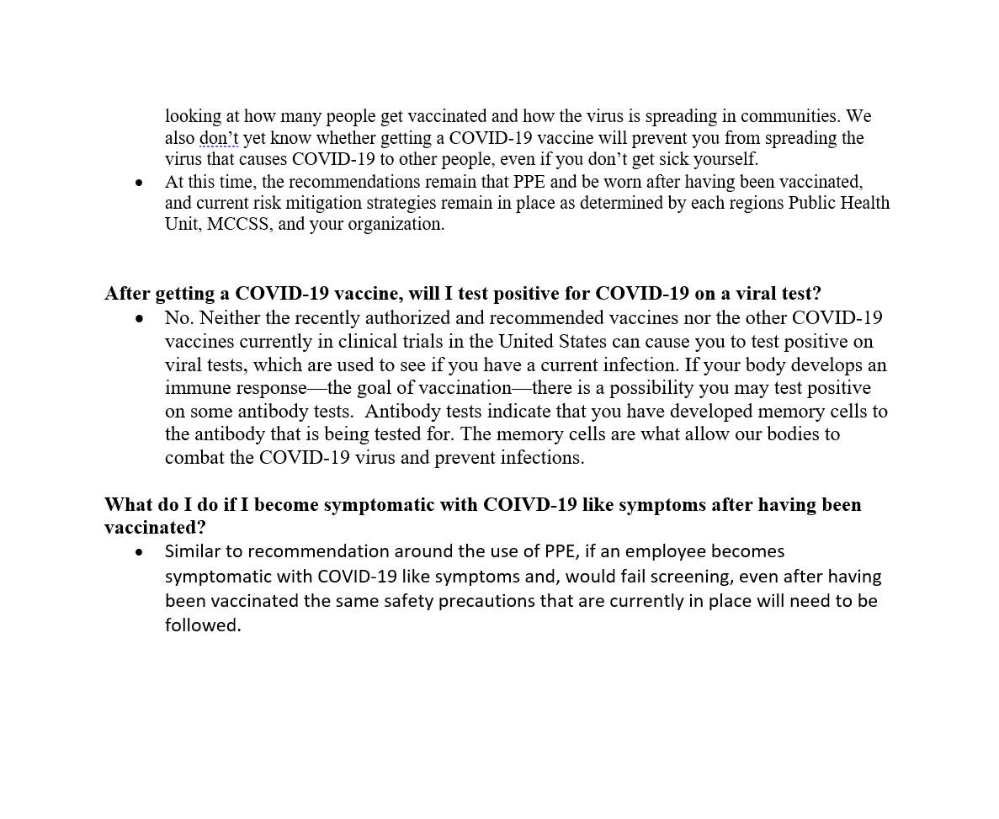 looking at how many people get vaccinated and how the virus is spreading in communities. We
also don’t yet know whether getting a COVID-19 vaccine will prevent you from spreading the
virus that causes COVID-19 to other people, even if you don’t get sick yourself.
• At this time, the recommendations remain that PPE and be worn after having been vaccinated,
and current risk mitigation strategies remain in place as determined by each regions Public Health
Unit, MCCSS, and your organization.
After getting a COVID-19 vaccine, will I test positive for COVID-19 on a viral test?
• No. Neither the recently authorized and recommended vaccines nor the other COVID-19
vaccines currently in clinical trials in the United States can cause you to test positive on
viral tests, which are used to see if you have a current infection. If your body develops an
immune response—the goal of vaccination—there is a possibility you may test positive
on some antibody tests.  Antibody tests indicate that you have developed memory cells to
the antibody that is being tested for. The memory cells are what allow our bodies to
combat the COVID-19 virus and prevent infections.
What do I do if I become symptomatic with COIVD-19 like symptoms after having been
vaccinated?
• Similar to recommendation around the use of PPE, if an employee becomes
symptomatic with COVID-19 like symptoms and, would fail screening, even after having
been vaccinated the same safety precautions that are currently in place will need to be
followed.